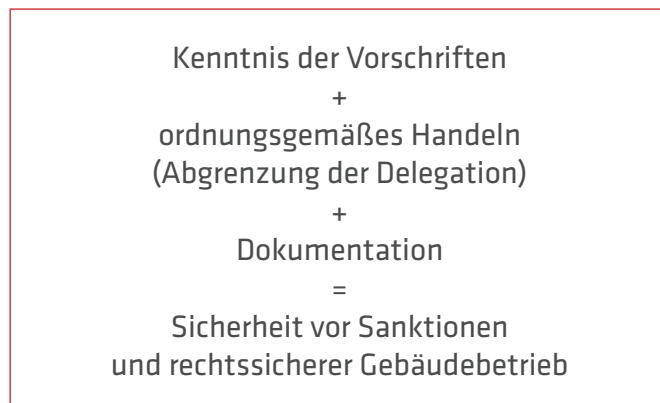 Kenntnis der Vorschriften
+
ordnungsgemäßes Handeln
(Abgrenzung der Delegation)
+
Dokumentation
=
Sicherheit vor Sanktionen
und rechtssicherer Gebäudebetrieb